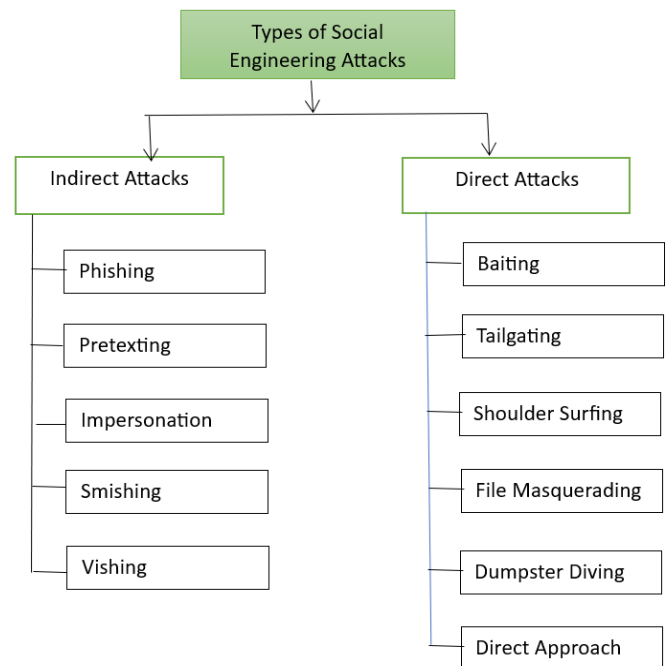 Types of Social
Engineering Attacks
Indirect Attacks
Phishing
Pretexting
Impersonation
Smishing
Vishing
Direct Attacks
Baiting
Tailgating
Shoulder Surfing
File Masquerading
Dumpster Diving
Direct Approach